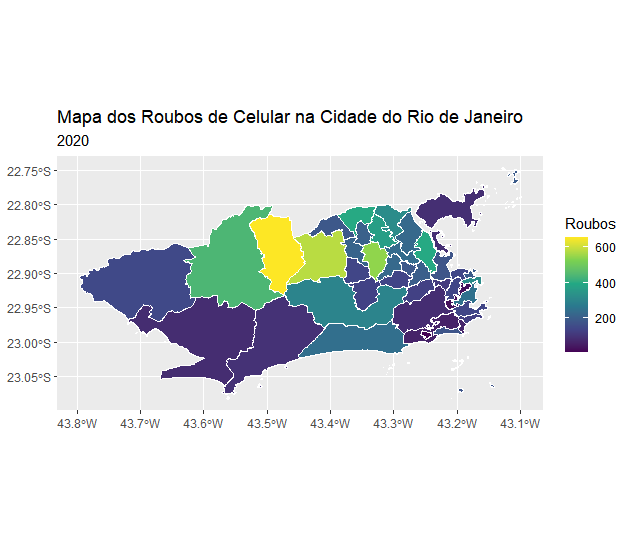 Mapa dos Roubos de Celular na Cidade do Rio de Janeiro
2020
22.75°S
22.80°S
22.85°S
22.90°S
22.95°S
23.00°S
23.05°S
43.8°W 43.7°W 43.6°W 43.5°W 43.4°W 43.3°W 43.2°W 43.1°W
Roubos
600
400
200